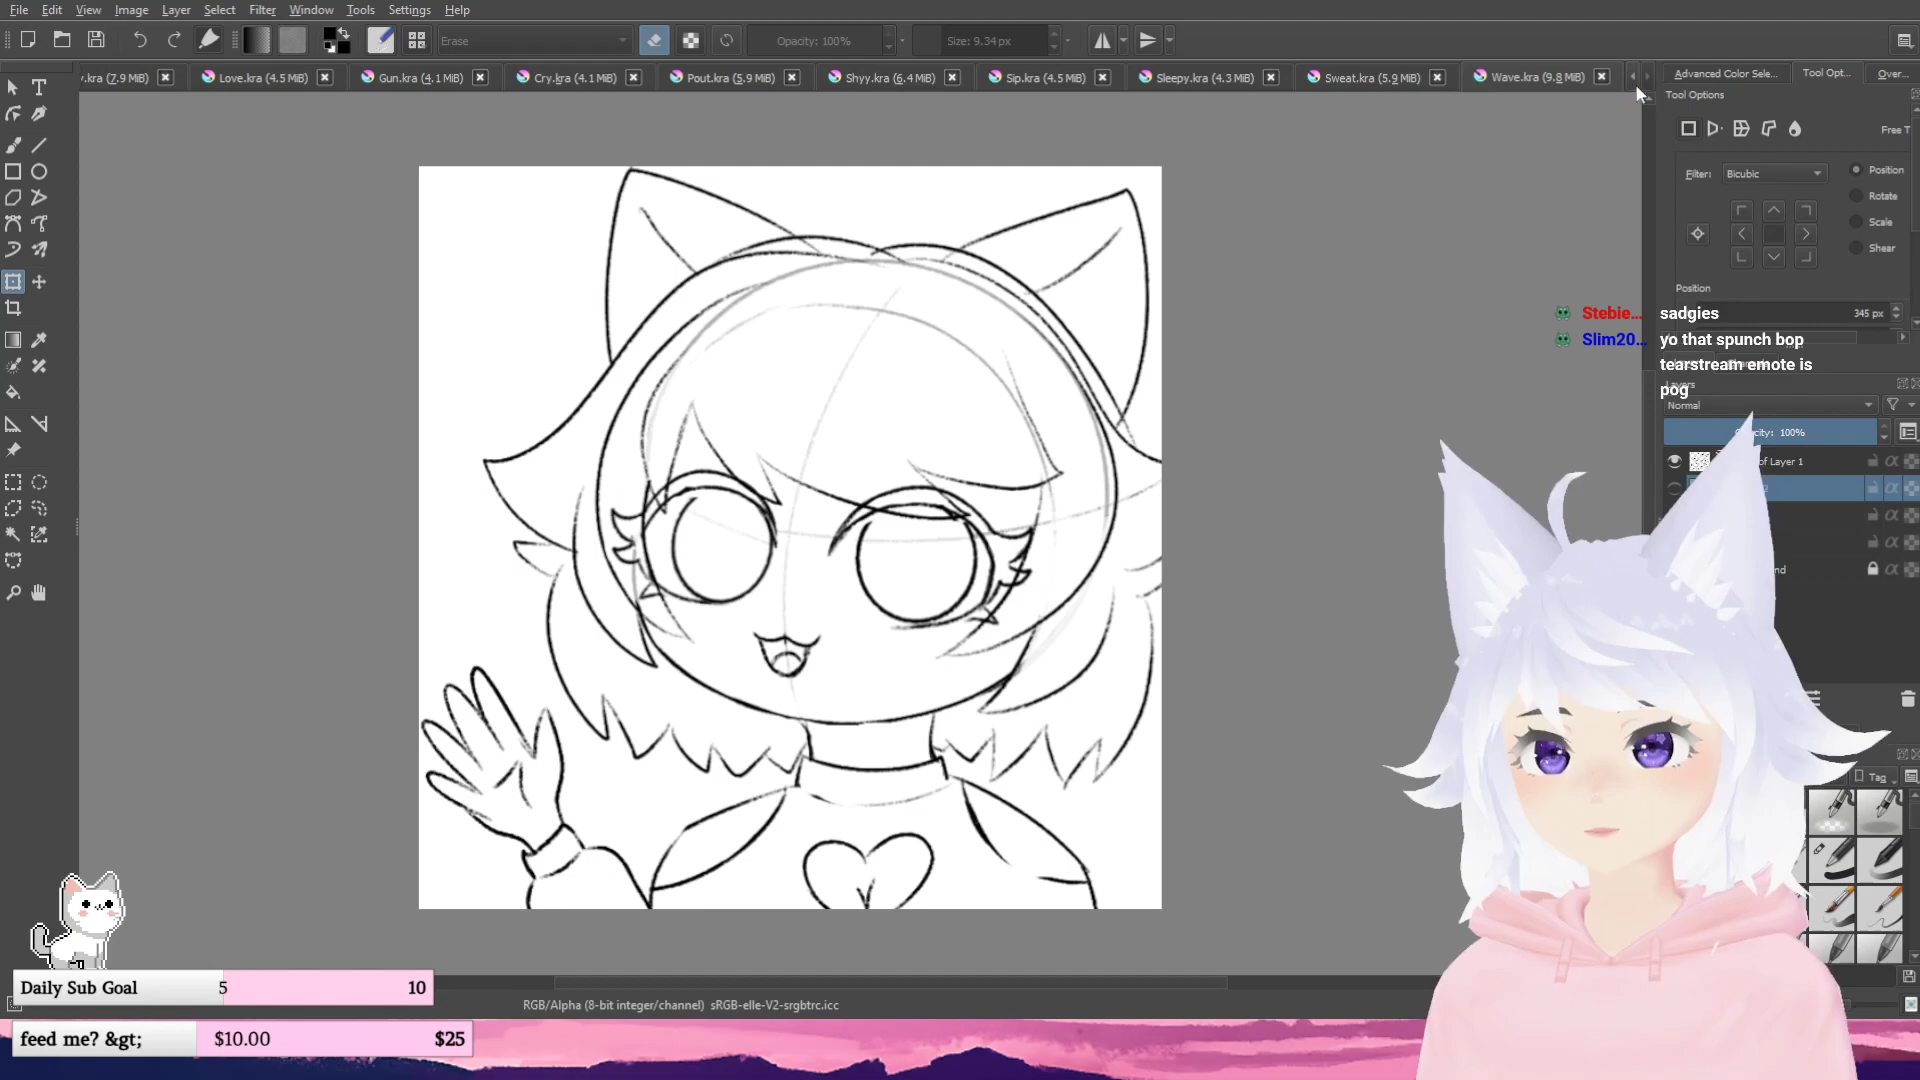 File Edit View Image Layer Select Filter Window Tools Settings Help
Erase Opacity: 100% Size: 9.34 px
.kra (7.9 MiB) Love.kra (4.5 MiB) Gun.kra (4.1 MiB) Cry.kra (4.1 MiB) Pout.kra (5.9 MiB) Shyy.kra (6.4 MiB) Sip.kra (4.5 MiB) Sleepy.kra (4.3 MiB) Sweat.kra (5.9 MiB) Wave.kra (9.8 MiB)
Advanced Color Sele... Tool Opt... Over...
Tool Options
Free T
Filter: Bicubic Position
Rotate
Scale
Shear
Position
345 px
Stebie... sadgies
Slim20... yo that spunch bop
tearstream emote is
pog
Layers
Normal
Opacity: 100%
of Layer 1
nd
Tag
Daily Sub Goal 5 10
RGB/Alpha (8-bit integer/channel) sRGB-elle-V2-srgbtrc.icc
feed me? &gt; $10.00 $25